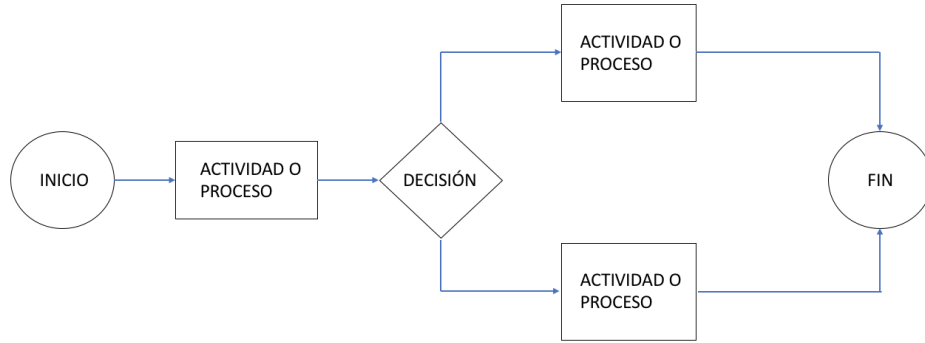 INICIO
ACTIVIDAD O
PROCESO
DECISIÓN
ACTIVIDAD O
PROCESO
ACTIVIDAD O
PROCESO
FIN